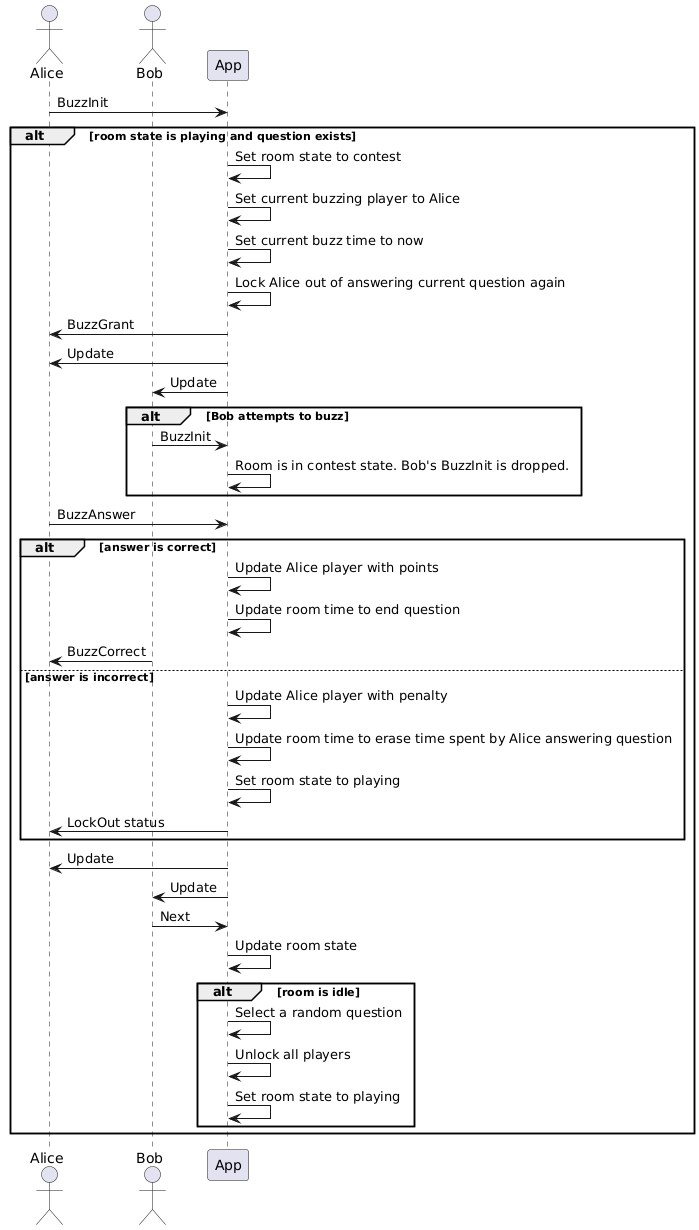 Alice Bob App
BuzzInit
alt [room state is playing and question exists]
Set room state to contest
Set current buzzing player to Alice
Set current buzz time to now
Lock Alice out of answering current question again
BuzzGrant
Update
Update
alt [Bob attempts to buzz]
BuzzInit
Room is in contest state. Bob's BuzzInit is dropped.
BuzzAnswer
alt [answer is correct]
Update Alice player with points
Update room time to end question
BuzzCorrect
[answer is incorrect]
Update Alice player with penalty
Update room time to erase time spent by Alice answering question
Set room state to playing
LockOut status
Update
Update
Next
Update room state
alt [room is idle]
Select a random question
Unlock all players
Set room state to playing
Alice Bob App